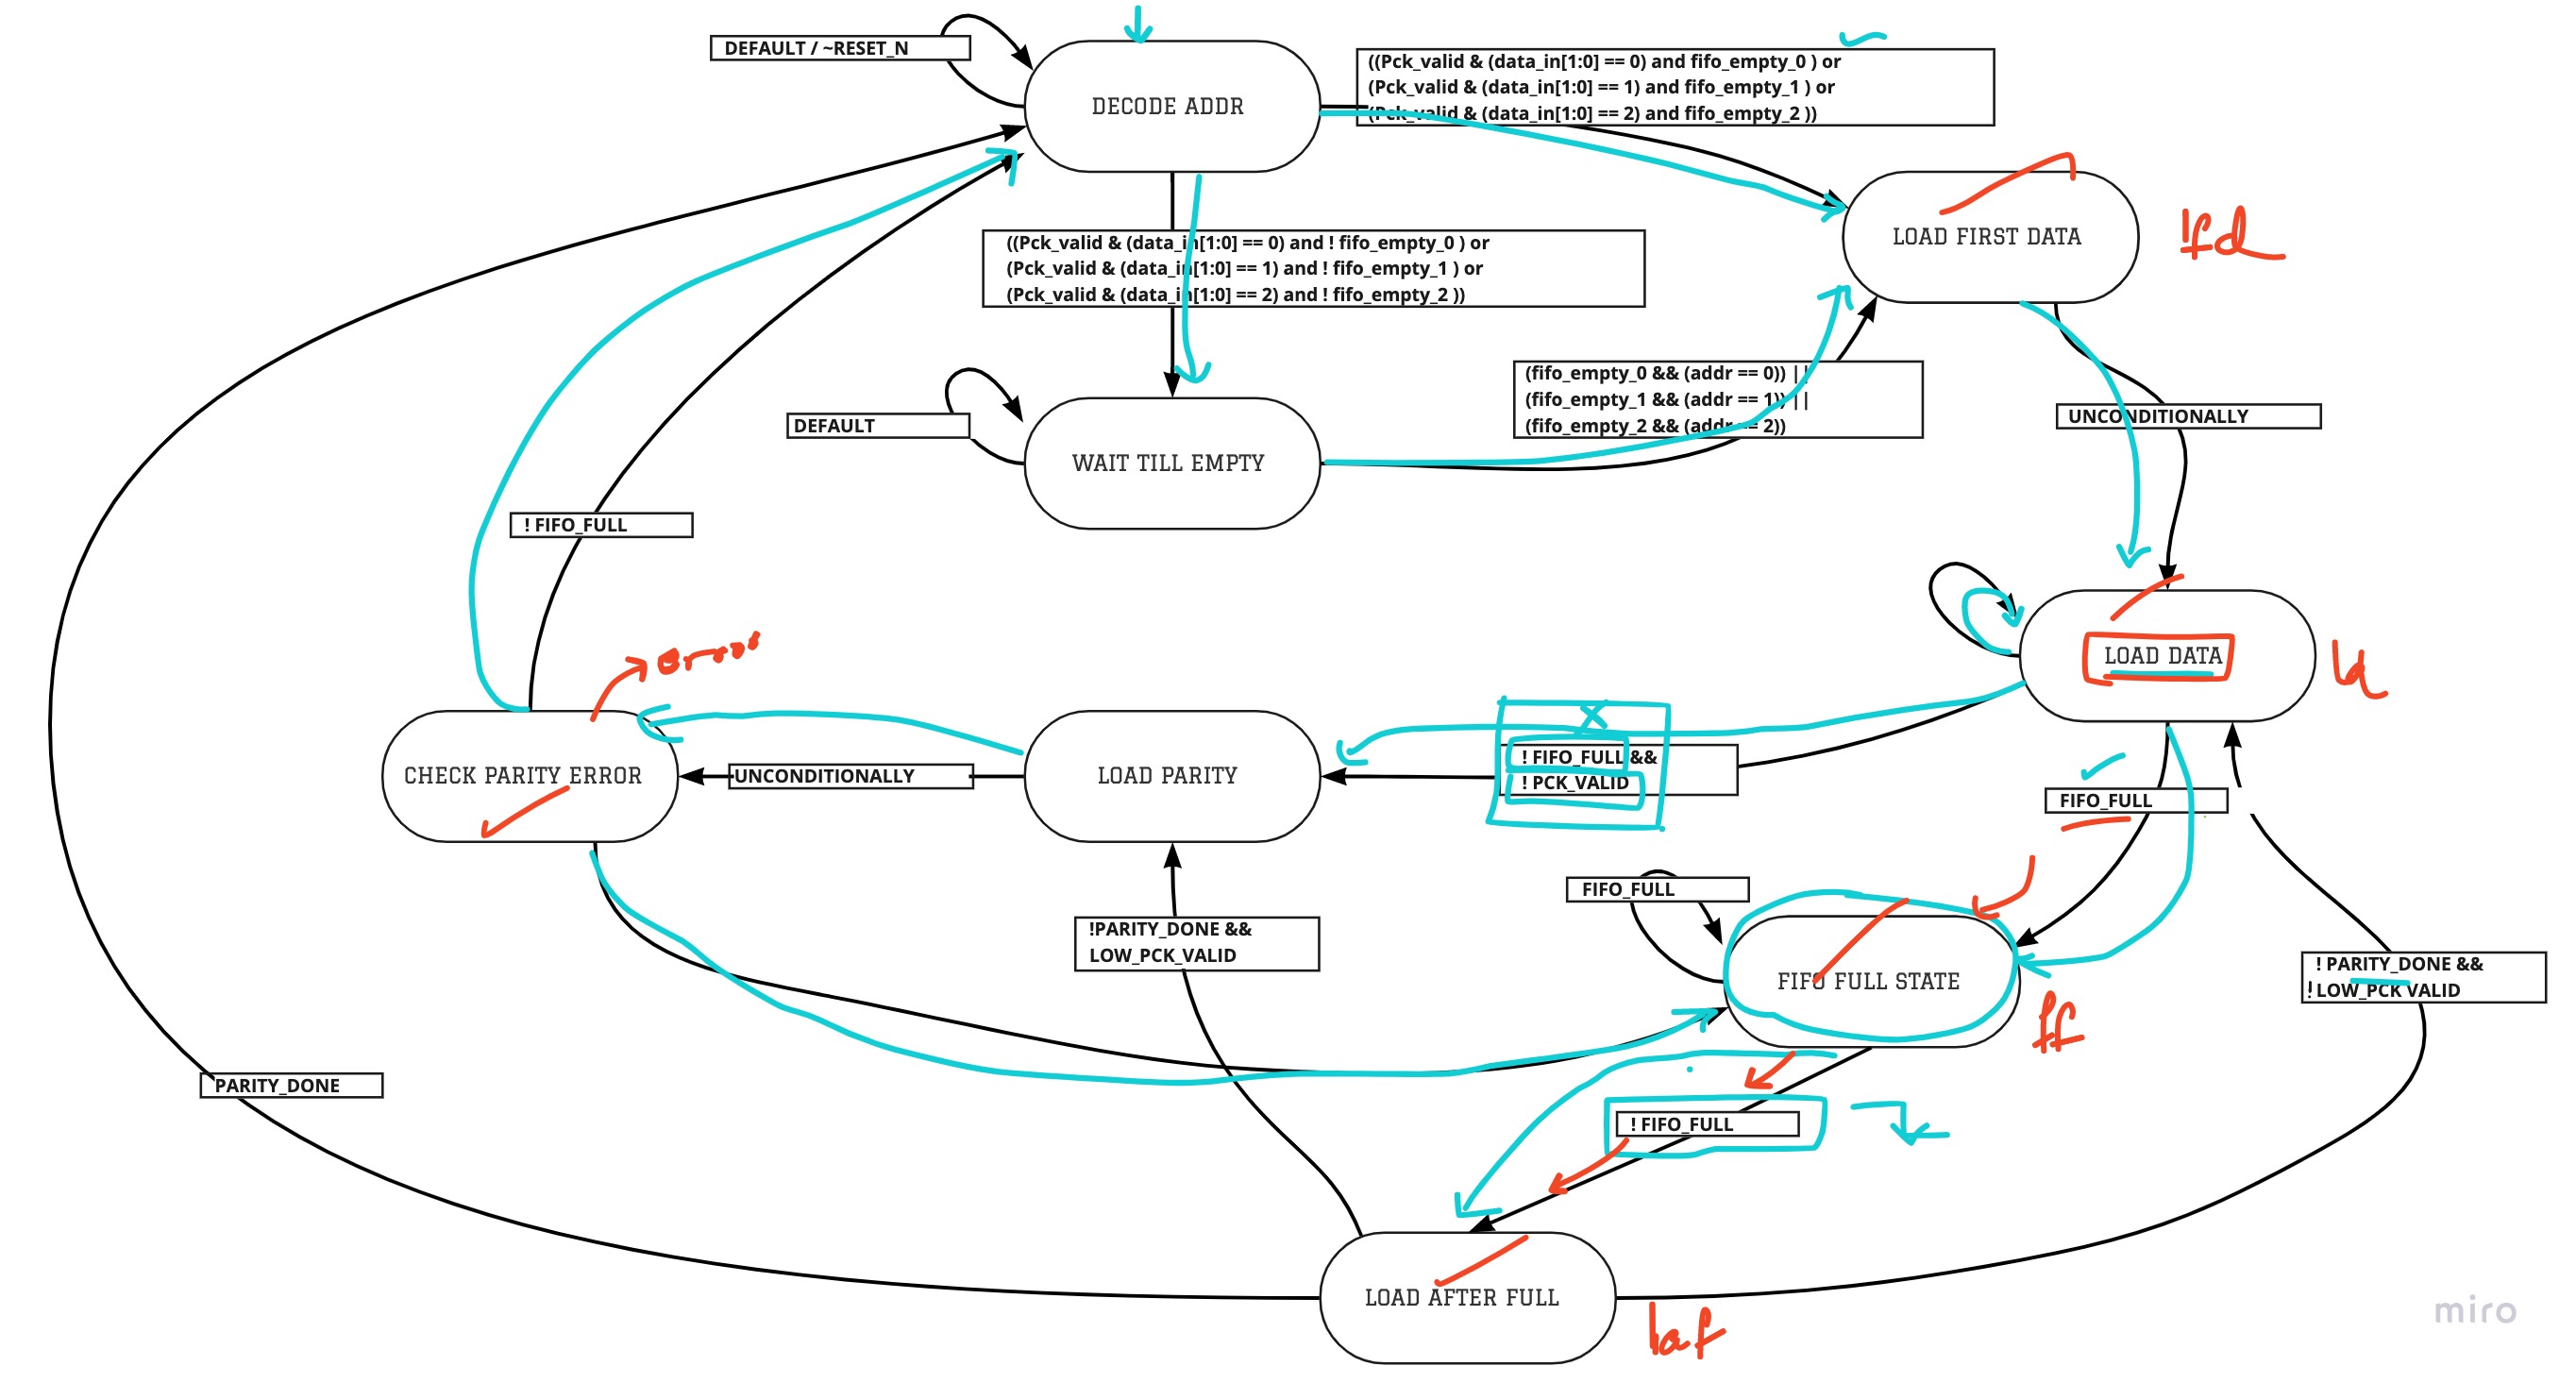 DEFAULT / ~RESET_N
DECODE ADDR
((Pck_valid & (data_in[1:0] == 0) and fifo_empty_0 ) or
(Pck_valid & (data_in[1:0] == 1) and fifo_empty_1 ) or
(Pck_valid & (data_in[1:0] == 2) and fifo_empty_2 ))
LOAD FIRST DATA
lfd
((Pck_valid & (data_in[1:0] == 0) and ! fifo_empty_0 ) or
(Pck_valid & (data_in[1:0] == 1) and ! fifo_empty_1 ) or
(Pck_valid & (data_in[1:0] == 2) and ! fifo_empty_2 ))
(fifo_empty_0 && (addr == 0)) ||
(fifo_empty_1 && (addr == 1)) ||
(fifo_empty_2 && (addr == 2))
DEFAULT
UNCONDITIONALLY
WAIT TILL EMPTY
! FIFO_FULL
error
LOAD DATA
ld
CHECK PARITY ERROR
UNCONDITIONALLY
LOAD PARITY
! FIFO_FULL &&
! PCK_VALID
FIFO_FULL
FIFO_FULL
!PARITY_DONE &&
LOW_PCK_VALID
FIFO FULL STATE
ff
! PARITY_DONE &&
!LOW_PCK VALID
PARITY_DONE
! FIFO_FULL
LOAD AFTER FULL
laf
miro